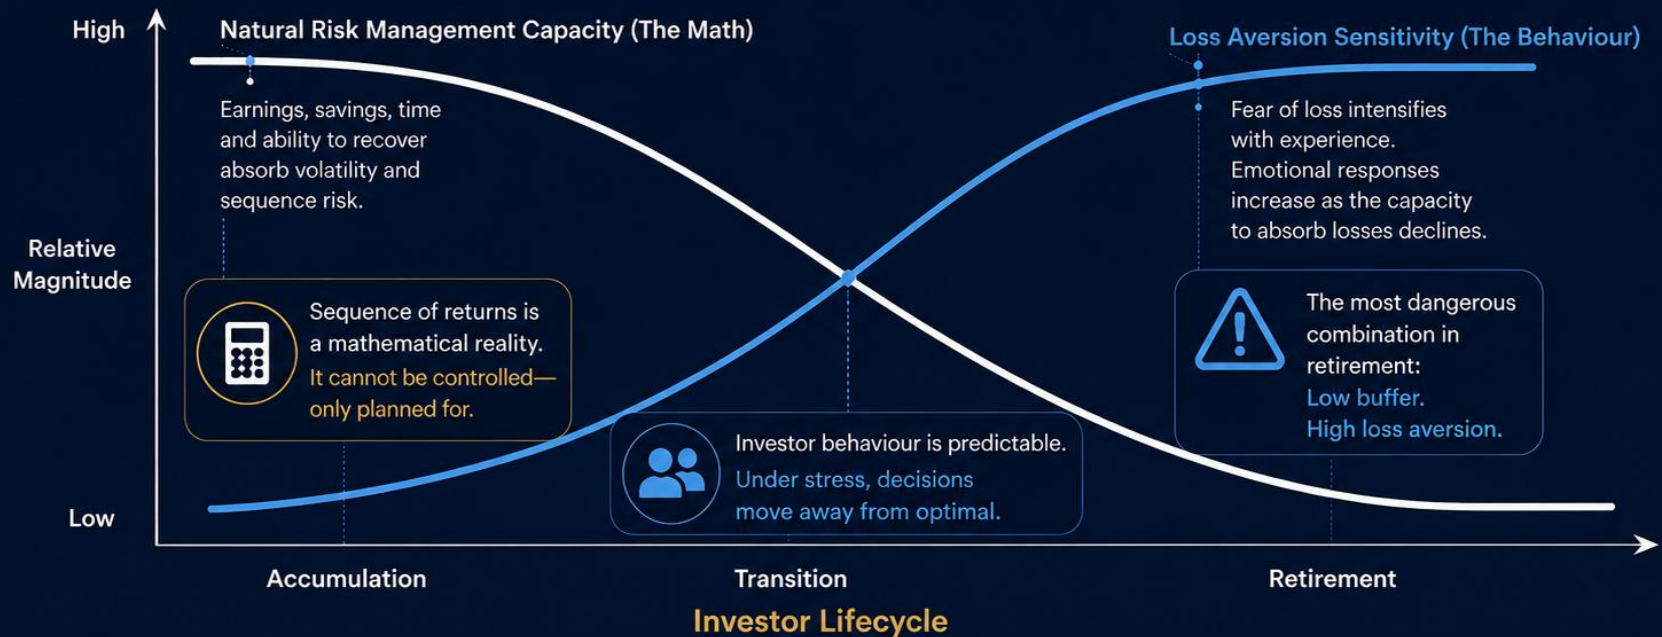 High
Natural Risk Management Capacity (The Math)
Loss Aversion Sensitivity (The Behaviour)
Earnings, savings, time
and ability to recover
absorb volatility and
sequence risk.
Fear of loss intensifies
with experience.
Emotional responses
increase as the capacity
to absorb losses declines.
Relative
Magnitude
Sequence of returns is
a mathematical reality.
It cannot be controlled—
only planned for.
The most dangerous
combination in
retirement:
Low buffer.
High loss aversion.
Investor behaviour is predictable.
Under stress, decisions
move away from optimal.
Low
Accumulation
Transition
Retirement
Investor Lifecycle